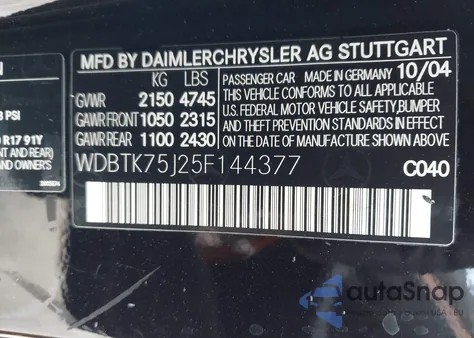 MFD BY DAIMLERCHRYSLER AG STUTTGART
KG LBS
GVWR 2150 4745
GAWR FRONT 1050 2315
GAWR REAR 1100 2430
PASSENGER CAR MADE IN GERMANY 10/04
THIS VEHICLE CONFORMS TO ALL APPLICABLE
U.S. FEDERAL MOTOR VEHICLE SAFETY, BUMPER
AND THEFT PREVENTION STANDARDS IN EFFECT
ON THE DATE OF MANUFACTURE SHOWN ABOVE
WDBTK75J25F144377
C040
PSI
R17 91Y
AND REAR)
AND OWNER'S
autoSnap